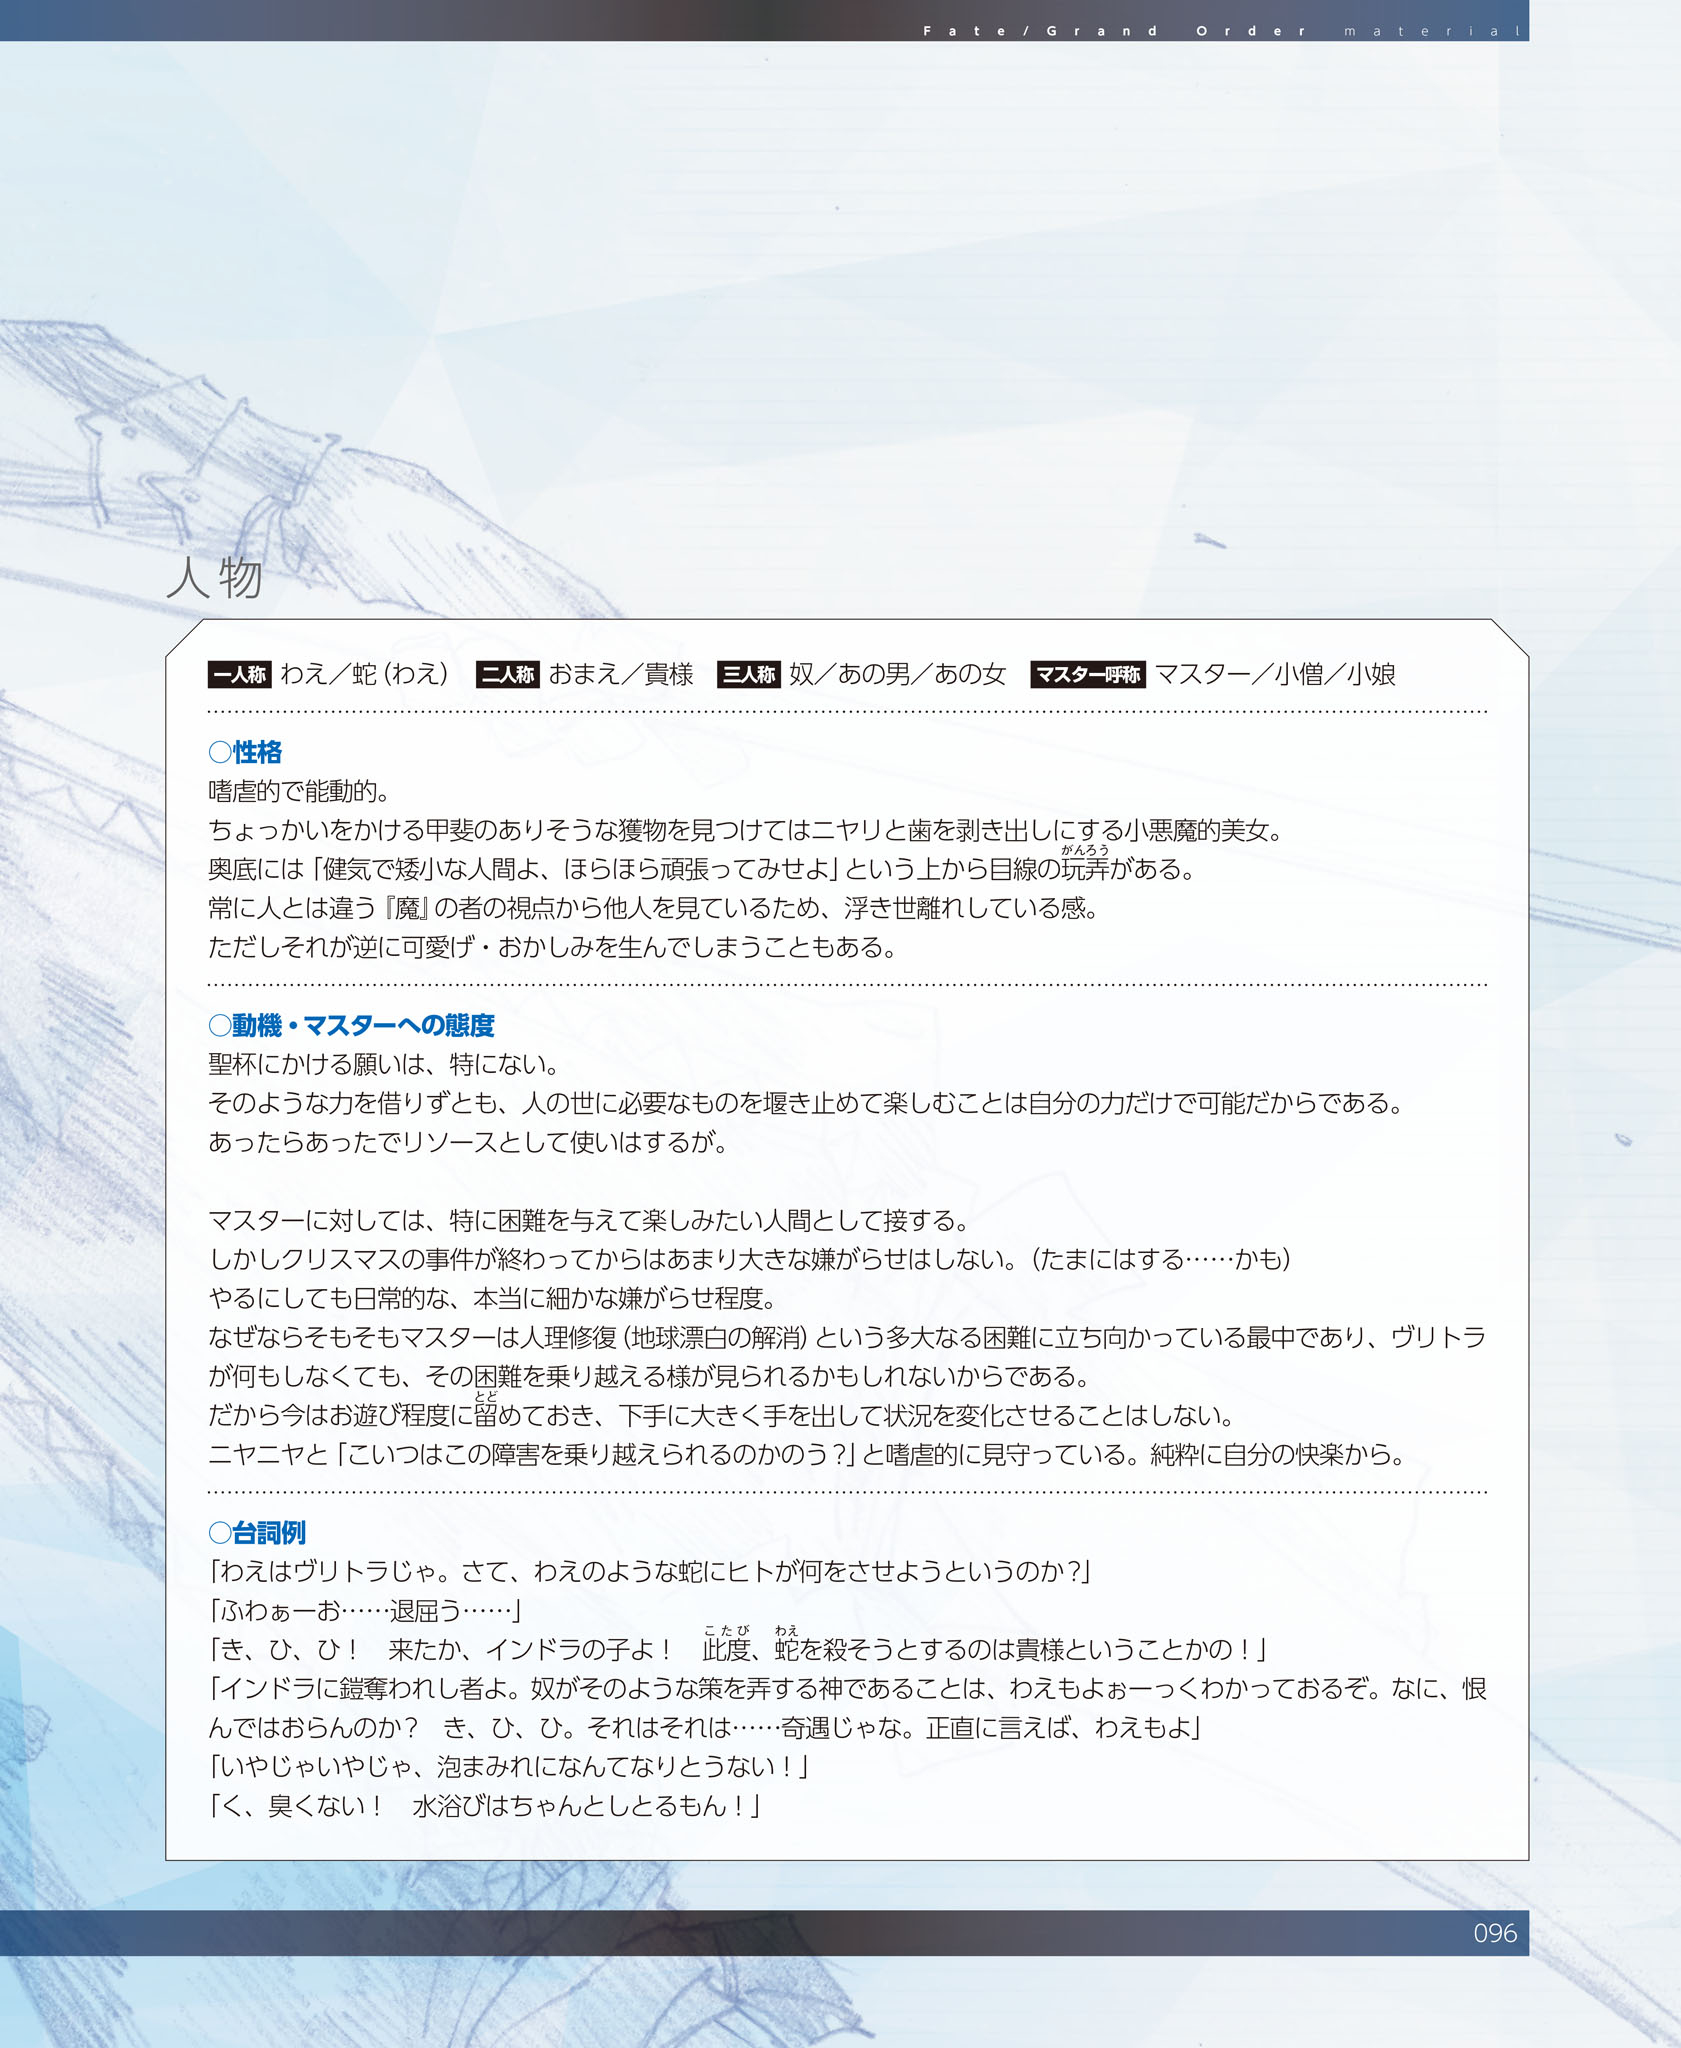 Fate/Grand Order material
人物
一人称 わえ／蛇（わえ） 二人称 おまえ／貴様 三人称 奴／あの男／あの女 マスター呼称 マスター／小僧／小娘
○性格
嗜虐的で能動的。
ちょっかいをかける甲斐のありそうな獲物を見つけてはニヤリと歯を剥き出しにする小悪魔的美女。
がんろう
奥底には「健気で矮小な人間よ、ほらほら頑張ってみせよ」という上から目線の玩弄がある。
常に人とは違う『魔』の者の視点から他人を見ているため、浮き世離れしている感。
ただしそれが逆に可愛げ・おかしみを生んでしまうこともある。
○動機・マスターへの態度
聖杯にかける願いは、特にない。
そのような力を借りずとも、人の世に必要なものを堰き止めて楽しむことは自分の力だけで可能だからである。
あったらあったでリソースとして使いはするが。
マスターに対しては、特に困難を与えて楽しみたい人間として接する。
しかしクリスマスの事件が終わってからはあまり大きな嫌がらせはしない。（たまにはする……かも）
やるにしても日常的な、本当に細かな嫌がらせ程度。
なぜならそもそもマスターは人理修復（地球漂白の解消）という多大なる困難に立ち向かっている最中であり、ヴリトラ
が何もしなくても、その困難を乗り越える様が見られるかもしれないからである。
とど
だから今はお遊び程度に留めておき、下手に大きく手を出して状況を変化させることはしない。
ニヤニヤと「こいつはこの障害を乗り越えられるのかのう？」と嗜虐的に見守っている。純粋に自分の快楽から。
○台詞例
「わえはヴリトラじゃ。さて、わえのような蛇にヒトが何をさせようというのか？」
「ふわぁーお……退屈う……」
こたび わえ
「き、ひ、ひ！　来たか、インドラの子よ！　此度、蛇を殺そうとするのは貴様ということかの！」
「インドラに鎧奪われし者よ。奴がそのような策を弄する神であることは、わえもよぉーっくわかっておるぞ。なに、恨
んではおらんのか？　き、ひ、ひ。それはそれは……奇遇じゃな。正直に言えば、わえもよ」
「いやじゃいやじゃ、泡まみれになんてなりとうない！」
「く、臭くない！　水浴びはちゃんとしとるもん！」
096